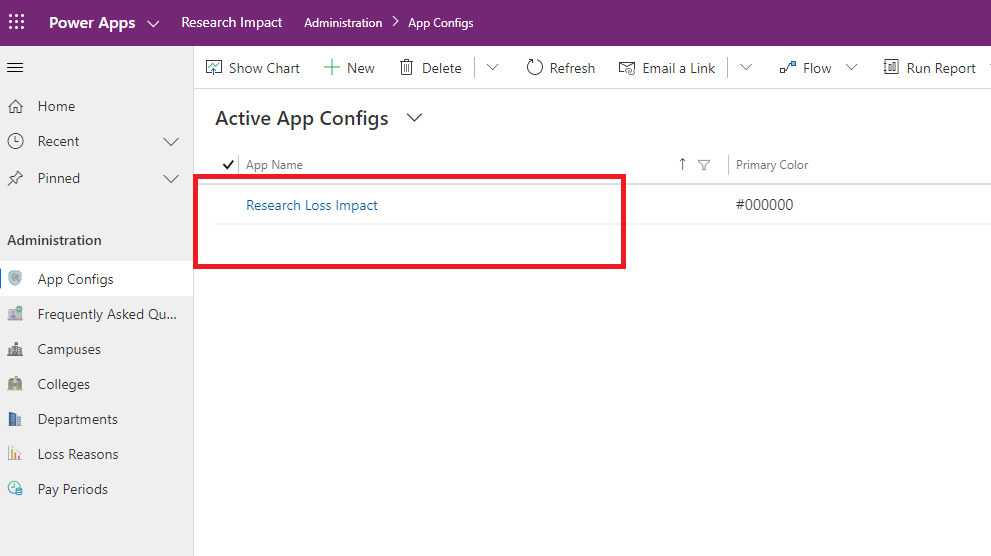 Power Apps Research Impact Administration App Configs
Show Chart New Delete Refresh Email a Link Flow Run Report
Home
Recent
Pinned
Administration
App Configs
Frequently Asked Qu...
Campuses
Colleges
Departments
Loss Reasons
Pay Periods
Active App Configs
App Name Primary Color
Research Loss Impact #000000